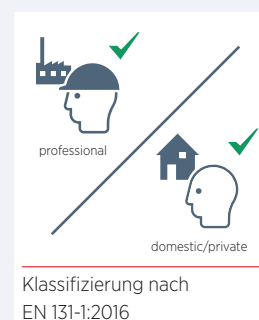 professional
domestic/private
Klassifizierung nach
EN 131-1:2016